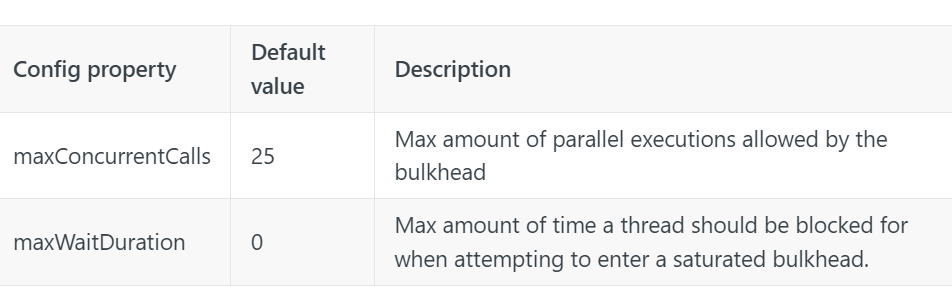 Config property
Default
value
Description
maxConcurrentCalls
25
Max amount of parallel executions allowed by the
bulkhead
maxWaitDuration
0
Max amount of time a thread should be blocked for
when attempting to enter a saturated bulkhead.